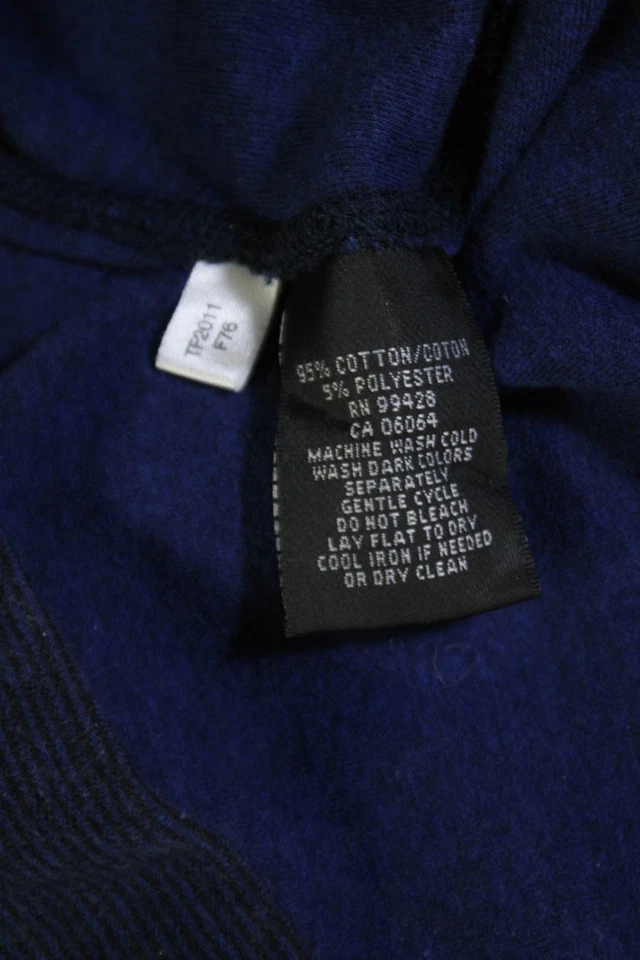 TP2011
F76
95% COTTON/COTON
5% POLYESTER
RN 99428
CA 06064
MACHINE WASH COLD
WASH DARK COLORS
SEPARATELY
GENTLE CYCLE
DO NOT BLEACH
LAY FLAT TO DRY
COOL IRON IF NEEDED
OR DRY CLEAN